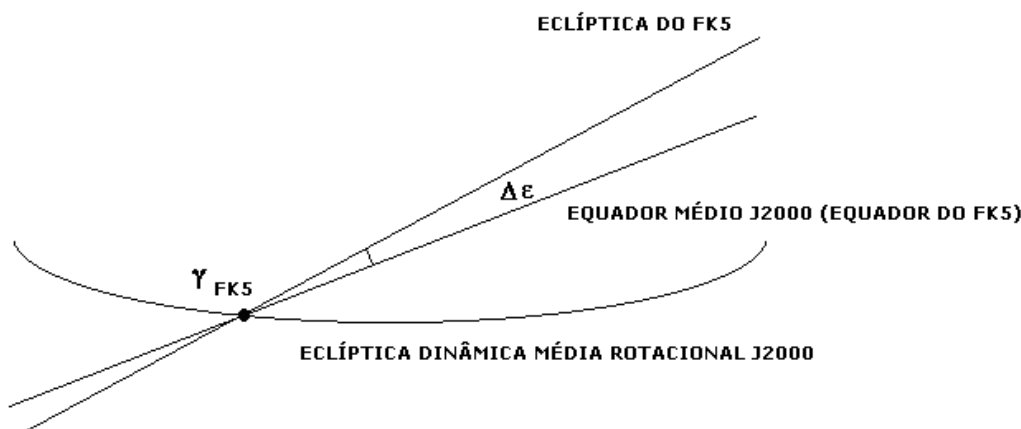 ECLÍPTICA DO FK5
Δε
EQUADOR MÉDIO J2000 (EQUADOR DO FK5)
γ FK5
ECLÍPTICA DINÂMICA MÉDIA ROTACIONAL J2000